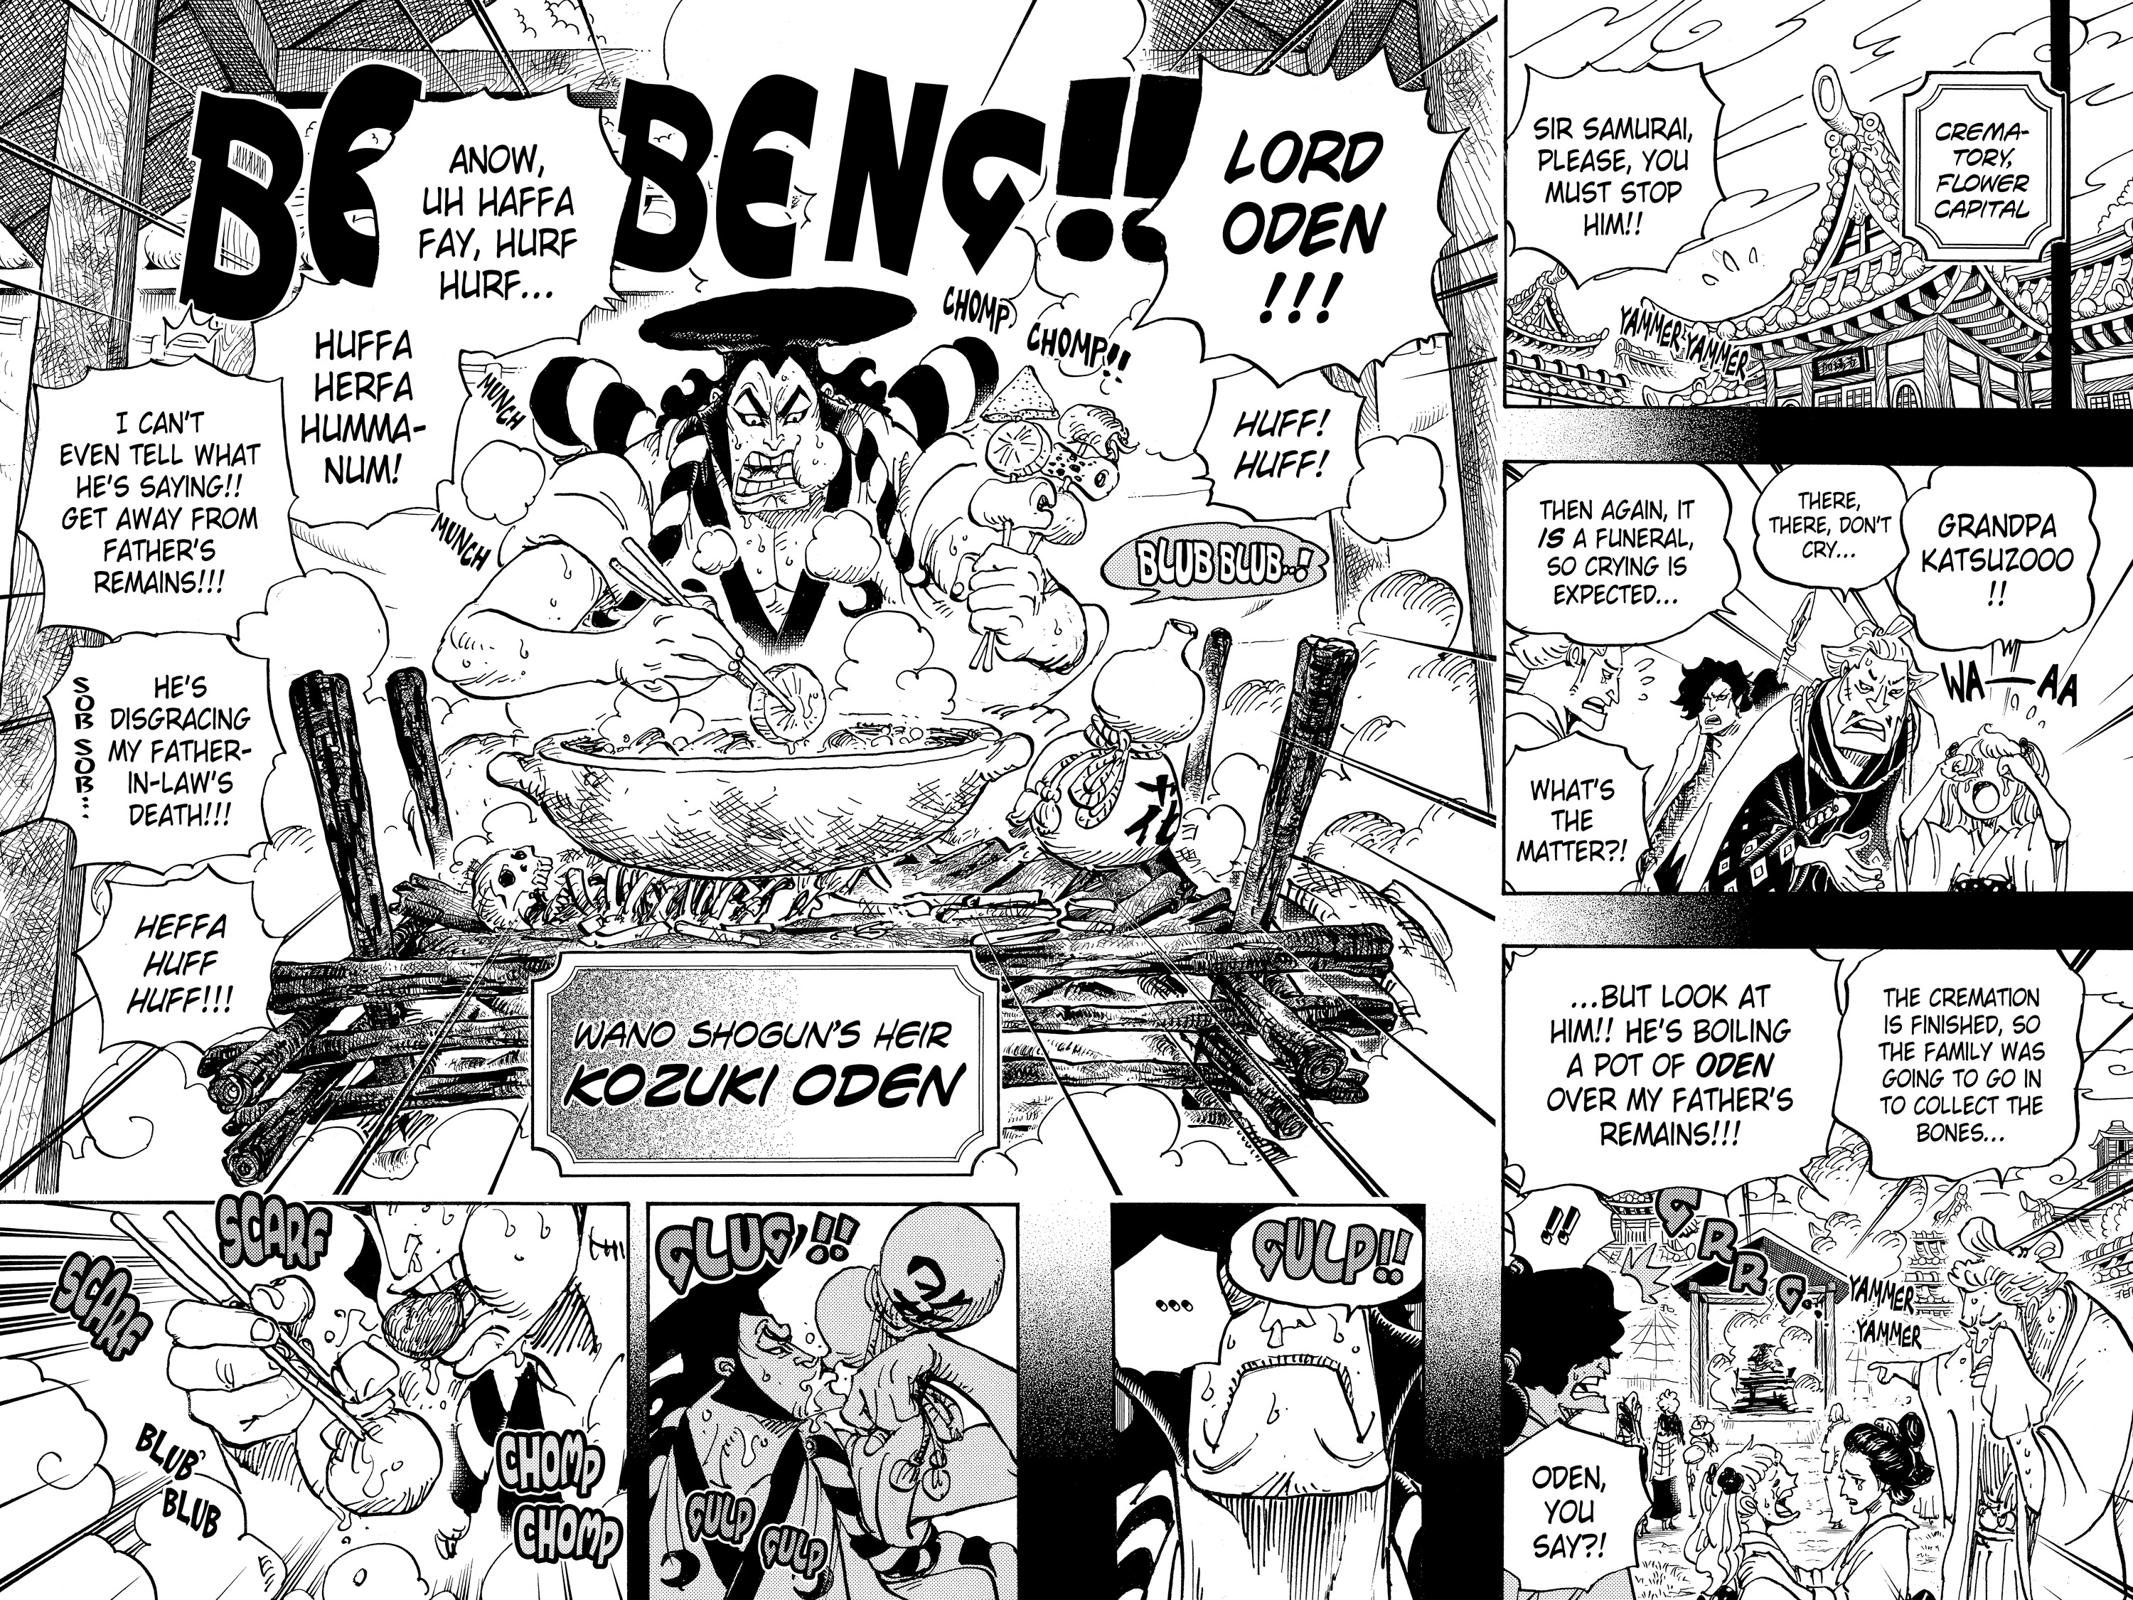 CREMA-
TORY,
FLOWER
CAPITAL
SIR SAMURAI,
PLEASE, YOU
MUST STOP
HIM!!
YAMMER YAMMER
GRANDPA
KATSUZOOO
!!
WA—AA
THERE,
THERE, DON'T
CRY...
THEN AGAIN, IT
IS A FUNERAL,
SO CRYING IS
EXPECTED...
WHAT'S
THE
MATTER?!
THE CREMATION
IS FINISHED, SO
THE FAMILY WAS
GOING TO GO IN
TO COLLECT THE
BONES...
...BUT LOOK AT
HIM!! HE'S BOILING
A POT OF ODEN
OVER MY FATHER'S
REMAINS!!!
!!
GRRG...
YAMMER
YAMMER
ODEN,
YOU
SAY?!
BEBENG!!
LORD
ODEN
!!!
HUFF!
HUFF!
CHOMP
CHOMP!!
BLUB BLUB...!
ANOW,
UH HAFFA
FAY, HURF
HURF...
HUFFA
HERFA
HUMMA-
NUM!
MUNCH
MUNCH
I CAN'T
EVEN TELL WHAT
HE'S SAYING!!
GET AWAY FROM
FATHER'S
REMAINS!!!
HE'S
DISGRACING
MY FATHER-
IN-LAW'S
DEATH!!!
SOB SOB...
HEFFA
HUFF
HUFF!!!
WANO SHOGUN'S HEIR
KOZUKI ODEN
GULP!!
...
GLUG!!
GULP
GULP
SCARF
SCARF
BLUB
BLUB
CHOMP
CHOMP